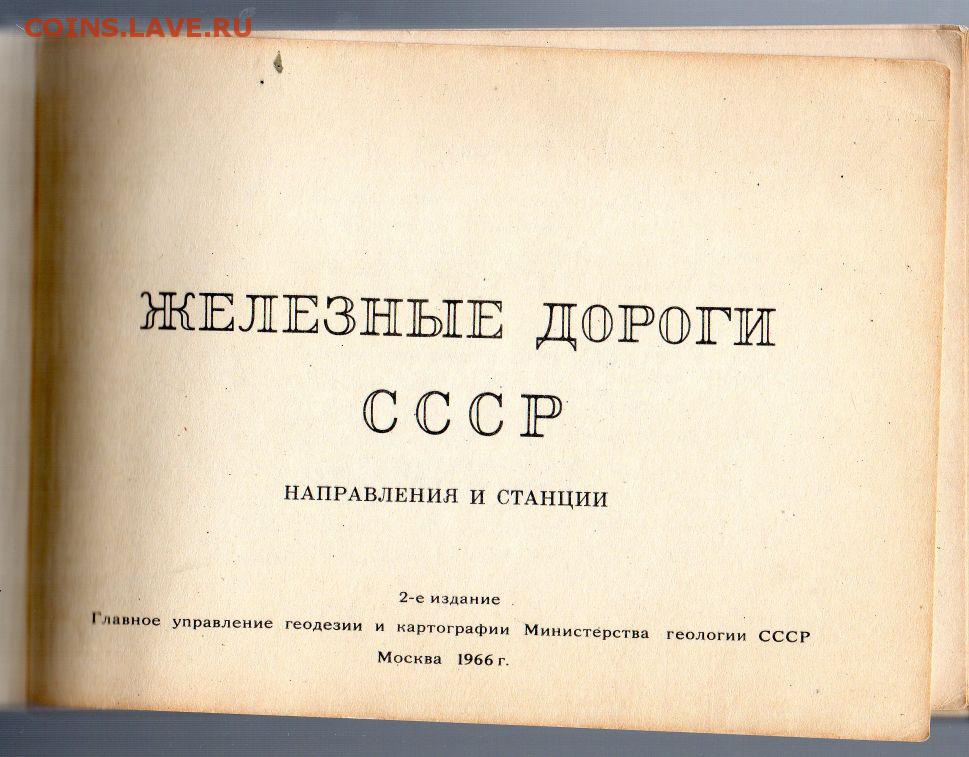 COINS.LAVE.RU
ЖЕЛЕЗНЫЕ ДОРОГИ
СССР
НАПРАВЛЕНИЯ И СТАНЦИИ
2-е издание
Главное управление геодезии и картографии Министерства геологии СССР
Москва 1966 г.